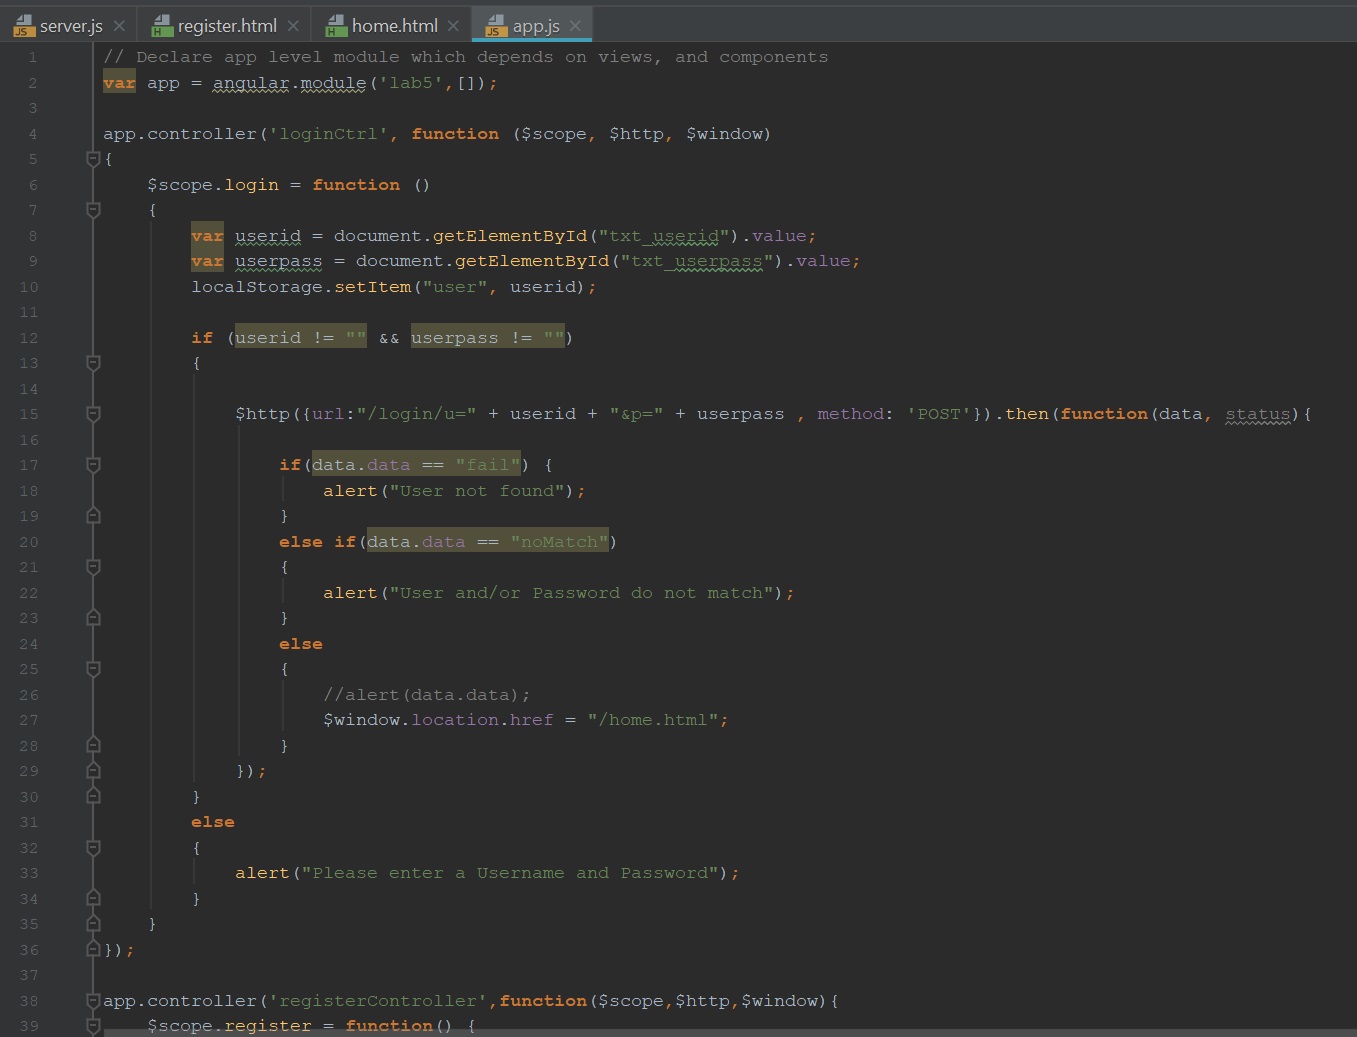 server.js register.html home.html app.js
1 // Declare app level module which depends on views, and components
2 var app = angular.module('lab5',[]);
3
4 app.controller('loginCtrl', function ($scope, $http, $window)
5 {
6 $scope.login = function ()
7 {
8 var userid = document.getElementById("txt_userid").value;
9 var userpass = document.getElementById("txt_userpass").value;
10 localStorage.setItem("user", userid);
11
12 if (userid != "" && userpass != "")
13 {
14
15 $http({url:"/login/u=" + userid + "&p=" + userpass , method: 'POST'}).then(function(data, status){
16
17 if(data.data == "fail") {
18 alert("User not found");
19 }
20 else if(data.data == "noMatch")
21 {
22 alert("User and/or Password do not match");
23 }
24 else
25 {
26 //alert(data.data);
27 $window.location.href = "/home.html";
28 }
29 });
30 }
31 else
32 {
33 alert("Please enter a Username and Password");
34 }
35 }
36 });
37
38 app.controller('registerController',function($scope,$http,$window){
39 $scope.register = function() {